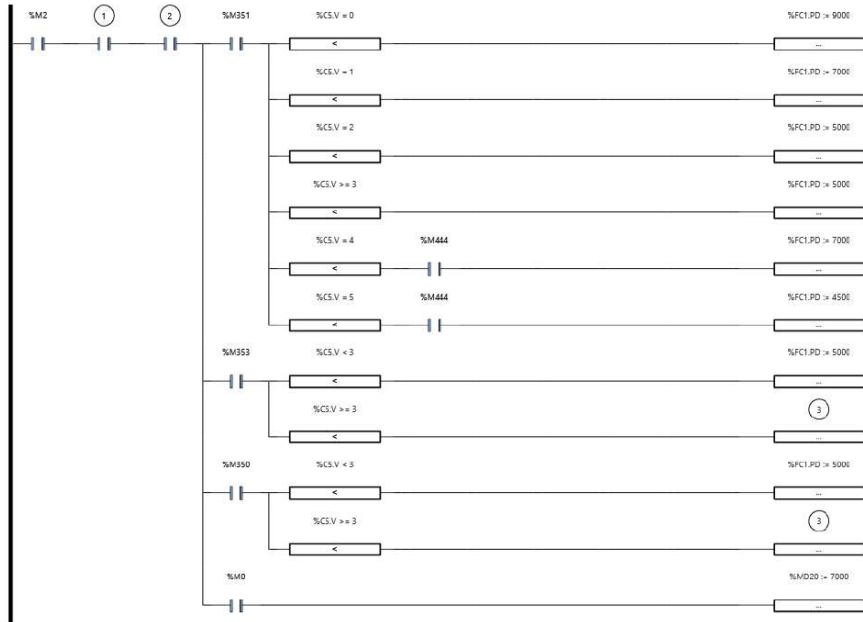 %M2 1 2 %M351 %C5.V = 0 %FC1.PD := 9000
< ...
%C5.V = 1 %FC1.PD := 7000
< ...
%C5.V = 2 %FC1.PD := 5000
< ...
%C5.V >= 3 %FC1.PD := 5000
< ...
%C5.V = 4 %M444 %FC1.PD := 7000
< ...
%C5.V = 5 %M444 %FC1.PD := 4500
< ...
%M353 %C5.V < 3 %FC1.PD := 5000
< ...
%C5.V >= 3 3
< ...
%M350 %C5.V < 3 %FC1.PD := 5000
< ...
%C5.V >= 3 3
< ...
%M0 %MD20 := 7000
...